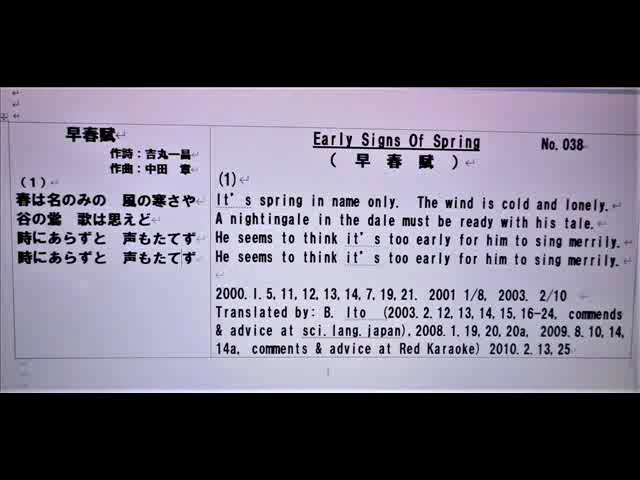 早春賦
作詩：吉丸一昌
作曲：中田　章
（１）
春は名のみの　風の寒さや
谷の鶯　歌は思えど
時にあらずと　声もたてず
時にあらずと　声もたてず
Early Signs Of Spring　No. 038
（ 早 春 賦 ）
(1)
It's spring in name only. The wind is cold and lonely.
A nightingale in the dale must be ready with his tale.
He seems to think it's too early for him to sing merrily.
He seems to think it's too early for him to sing merrily.
2000. 1. 5, 11, 12, 13, 14, 7, 19, 21. 2001 1/8, 2003. 2/10
Translated by: B. Ito (2003. 2. 12, 13, 14, 15, 16-24, commends
& advice at sci. lang. japan), 2008. 1. 19, 20, 20a, 2009. 8. 10, 14,
14a, comments & advice at Red Karaoke) 2010. 2. 13, 25